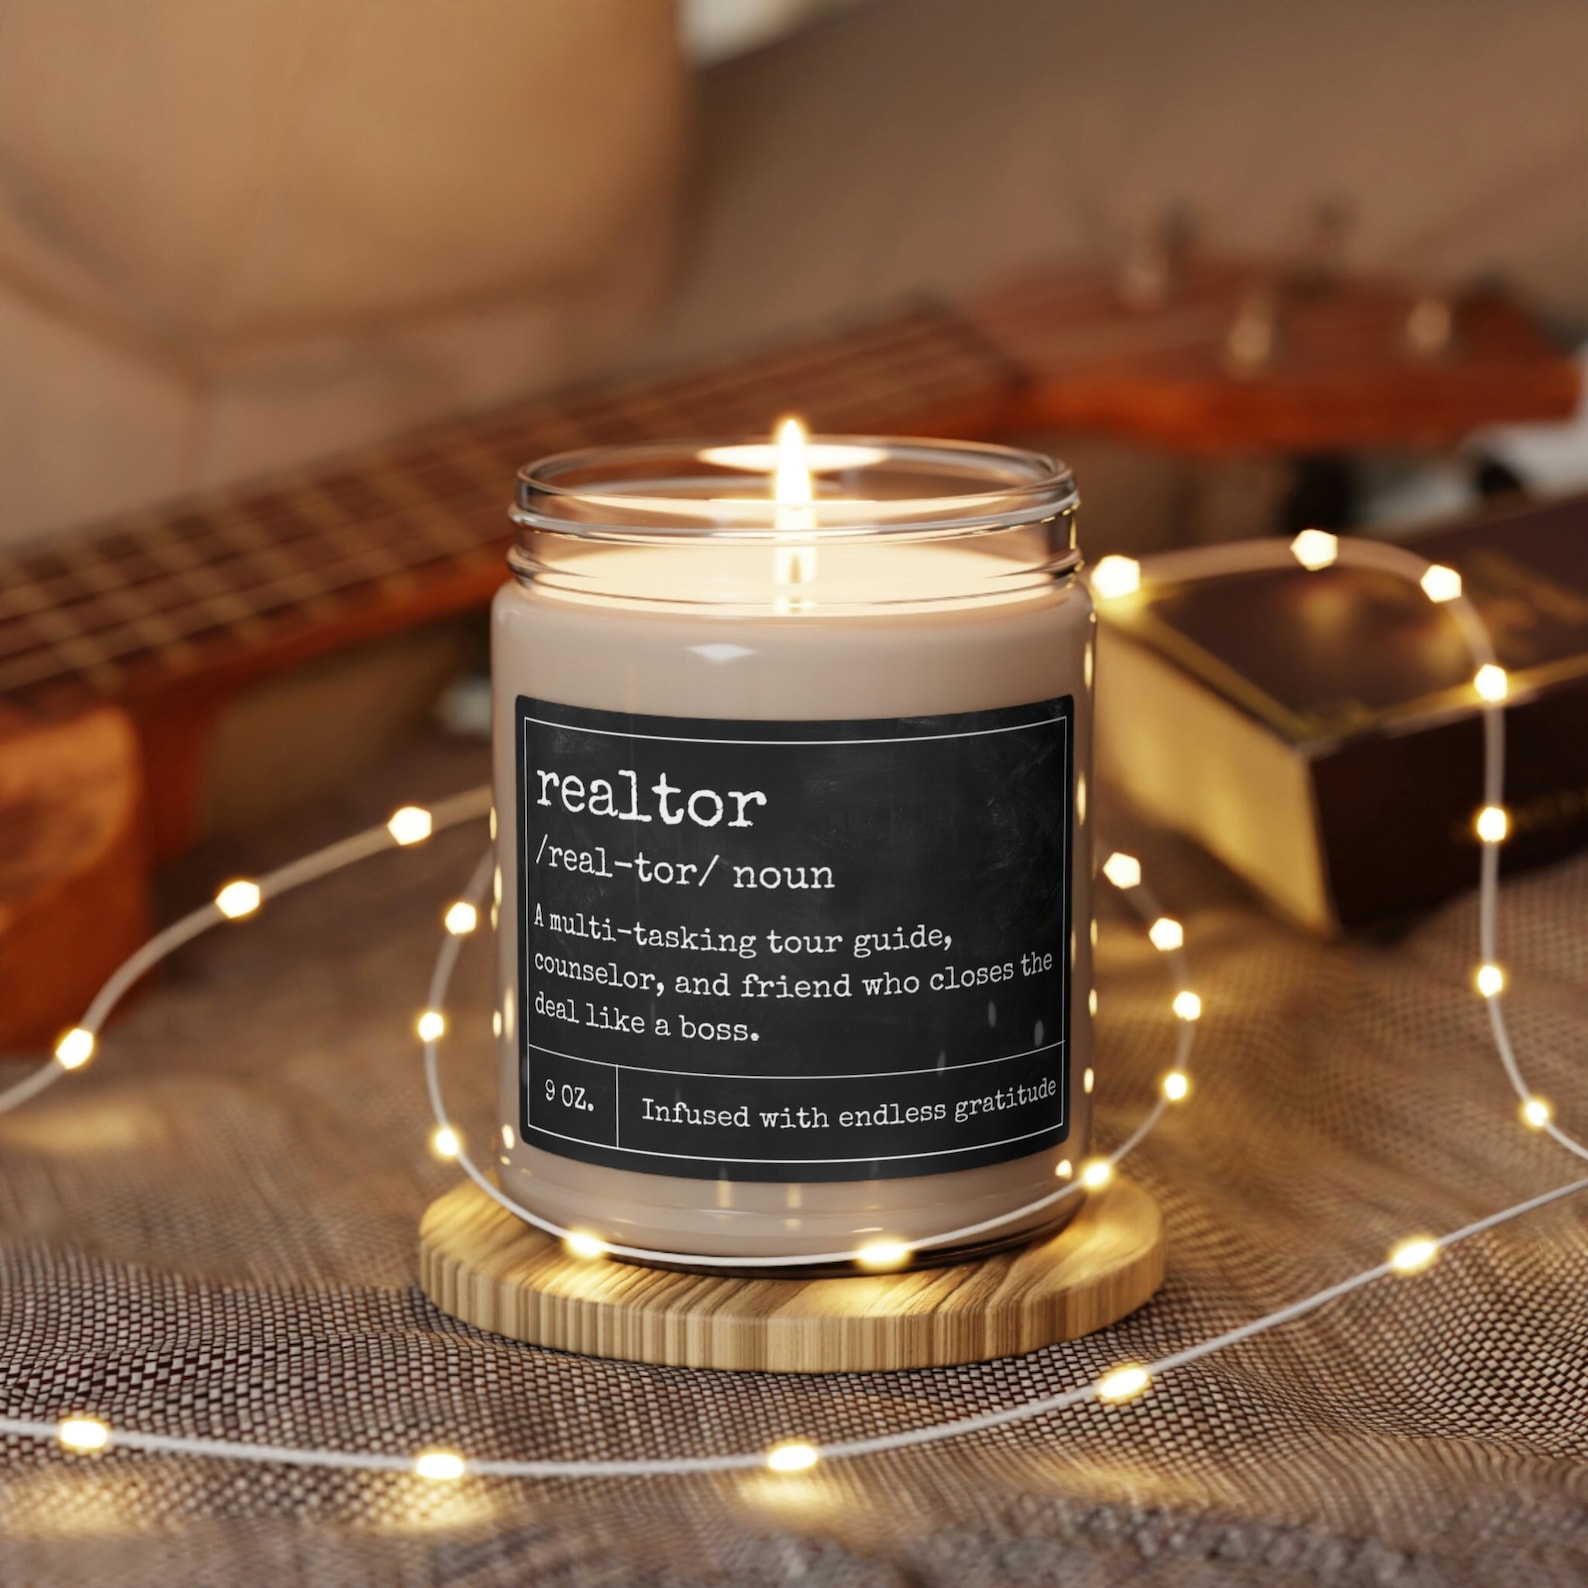 realtor
/real-tor/ noun
A multi-tasking tour guide,
counselor, and friend who closes the
deal like a boss.
9 OZ.
Infused with endless gratitude